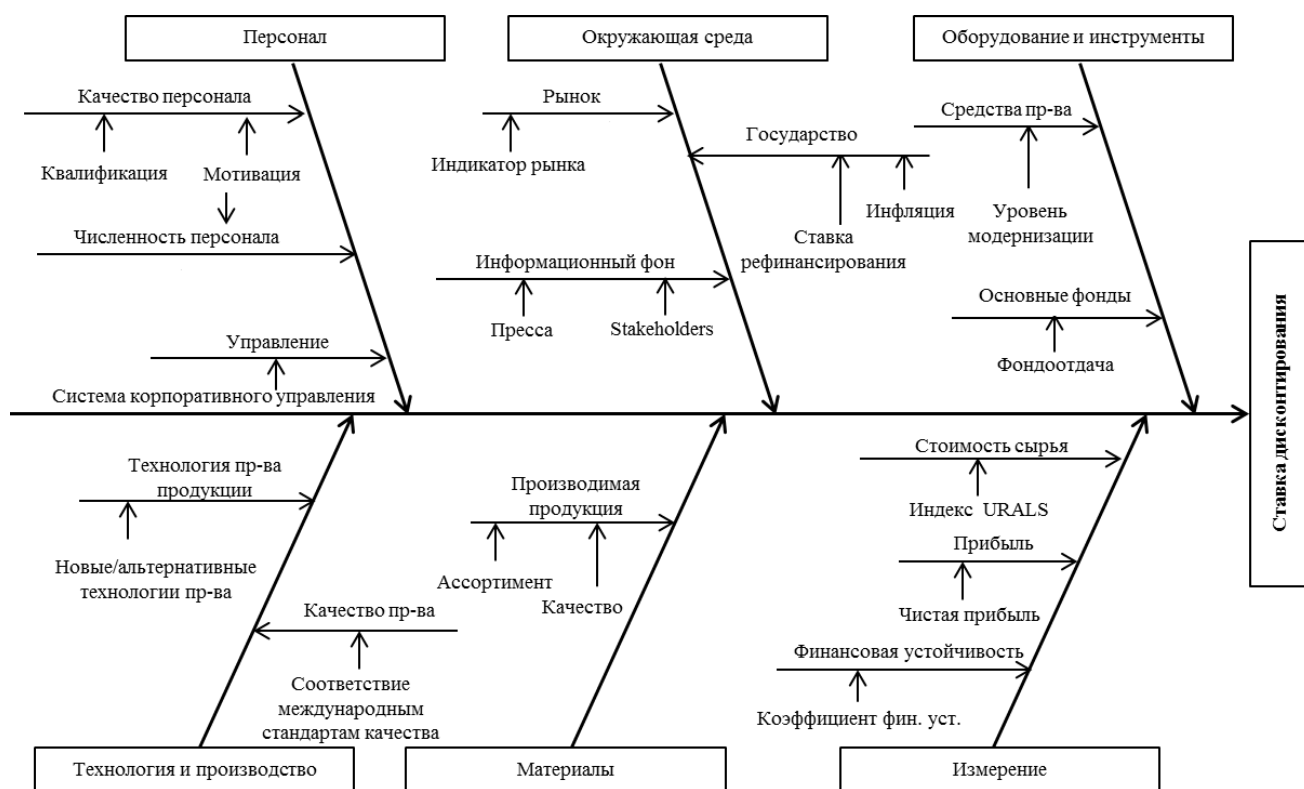 Персонал
Окружающая среда
Оборудование и инструменты
Качество персонала
Квалификация
Мотивация
Численность персонала
Управление
Система корпоративного управления
Рынок
Индикатор рынка
Государство
Инфляция
Ставка
рефинансирования
Информационный фон
Пресса
Stakeholders
Средства пр-ва
Уровень
модернизации
Основные фонды
Фондоотдача
Ставка дисконтирования
Технология пр-ва
продукции
Новые/альтернативные
технологии пр-ва
Качество пр-ва
Соответствие
международным
стандартам качества
Производимая
продукция
Ассортимент
Качество
Стоимость сырья
Индекс URALS
Прибыль
Чистая прибыль
Финансовая устойчивость
Коэффициент фин. уст.
Технология и производство
Материалы
Измерение